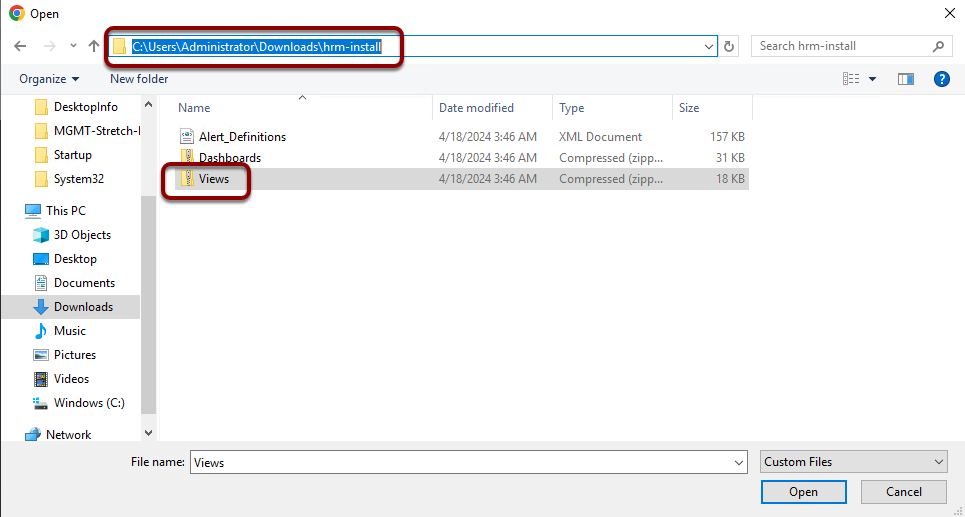 Open
C:\Users\Administrator\Downloads\hrm-install
Search hrm-install
Organize
New folder
Name Date modified Type Size
DesktopInfo
MGMT-Stretch-
Startup
System32
This PC
3D Objects
Desktop
Documents
Downloads
Music
Pictures
Videos
Windows (C:)
Network
Alert_Definitions 4/18/2024 3:46 AM XML Document 157 KB
Dashboards 4/18/2024 3:46 AM Compressed (zipp... 31 KB
Views 4/18/2024 3:46 AM Compressed (zipp... 18 KB
File name: Views
Custom Files
Open Cancel